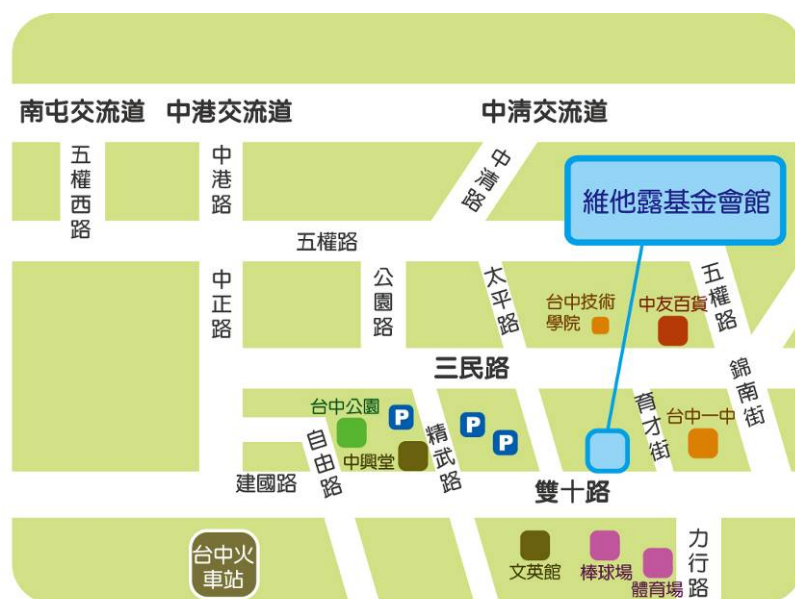 南屯交流道
中港交流道
中清交流道
五權西路
中港路
中清路
維他露基金會館
五權路
中正路
公園路
太平路
台中技術
學院
中友百貨
五權路
三民路
錦南街
台中公園
P
P
P
自由路
中興堂
精武路
育才街
台中一中
建國路
雙十路
台中火
車站
文英館
棒球場
體育場
力行路